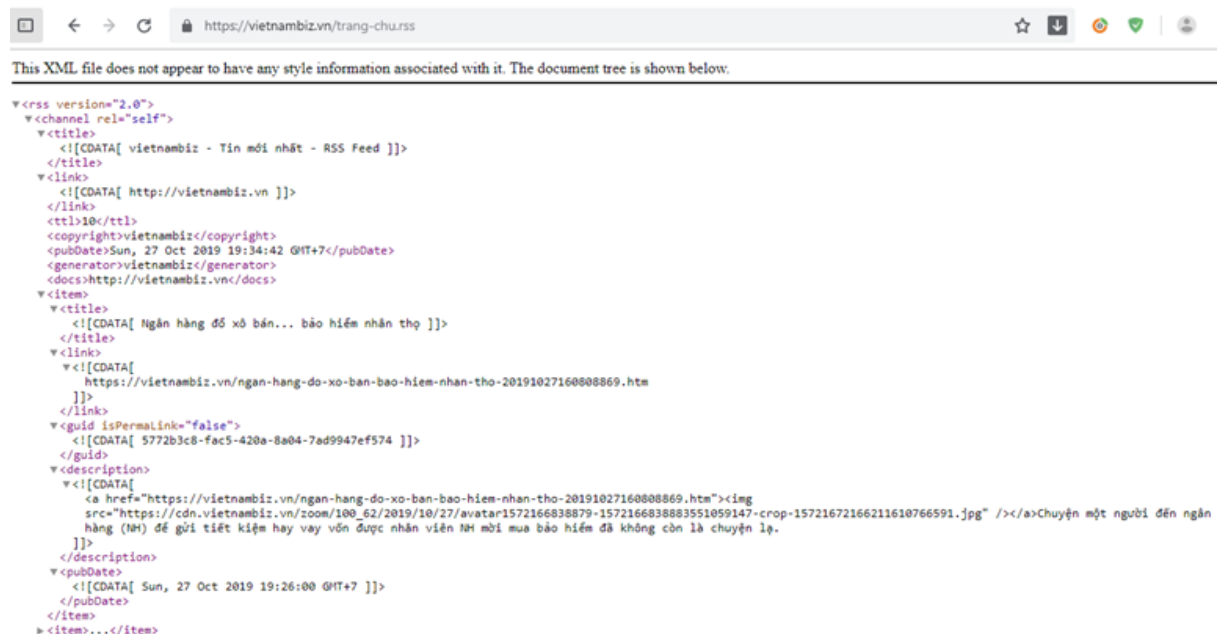 https://vietnambiz.vn/trang-chu.rss
This XML file does not appear to have any style information associated with it. The document tree is shown below.
▼<rss version="2.0">
▼<channel rel="self">
▼<title>
<![CDATA[ vietnambiz - Tin mới nhất - RSS Feed ]]>
</title>
▼<link>
<![CDATA[ http://vietnambiz.vn ]]>
</link>
<ttl>10</ttl>
<copyright>vietnambiz</copyright>
<pubDate>Sun, 27 Oct 2019 19:34:42 GMT+7</pubDate>
<generator>vietnambiz</generator>
<docs>http://vietnambiz.vn</docs>
▼<item>
▼<title>
<![CDATA[ Ngân hàng đổ xô bán... bảo hiểm nhân thọ ]]>
</title>
▼<link>
▼<![CDATA[
https://vietnambiz.vn/ngan-hang-do-xo-ban-bao-hiem-nhan-tho-20191027160808869.htm
]]>
</link>
▼<guid isPermaLink="false">
<![CDATA[ 5772b3c8-fac5-420a-8a04-7ad9947ef574 ]]>
</guid>
▼<description>
▼<![CDATA[
<a href="https://vietnambiz.vn/ngan-hang-do-xo-ban-bao-hiem-nhan-tho-20191027160808869.htm"><img
src="https://cdn.vietnambiz.vn/zoom/100_62/2019/10/27/avatar1572166838879-1572166838883551059147-crop-15721672166211610766591.jpg" /></a>Chuyện một người đến ngân
hàng (NH) để gửi tiết kiệm hay vay vốn được nhân viên NH mời mua bảo hiểm đã không còn là chuyện lạ.
]]>
</description>
▼<pubDate>
<![CDATA[ Sun, 27 Oct 2019 19:26:00 GMT+7 ]]>
</pubDate>
</item>
▶<item>...</item>